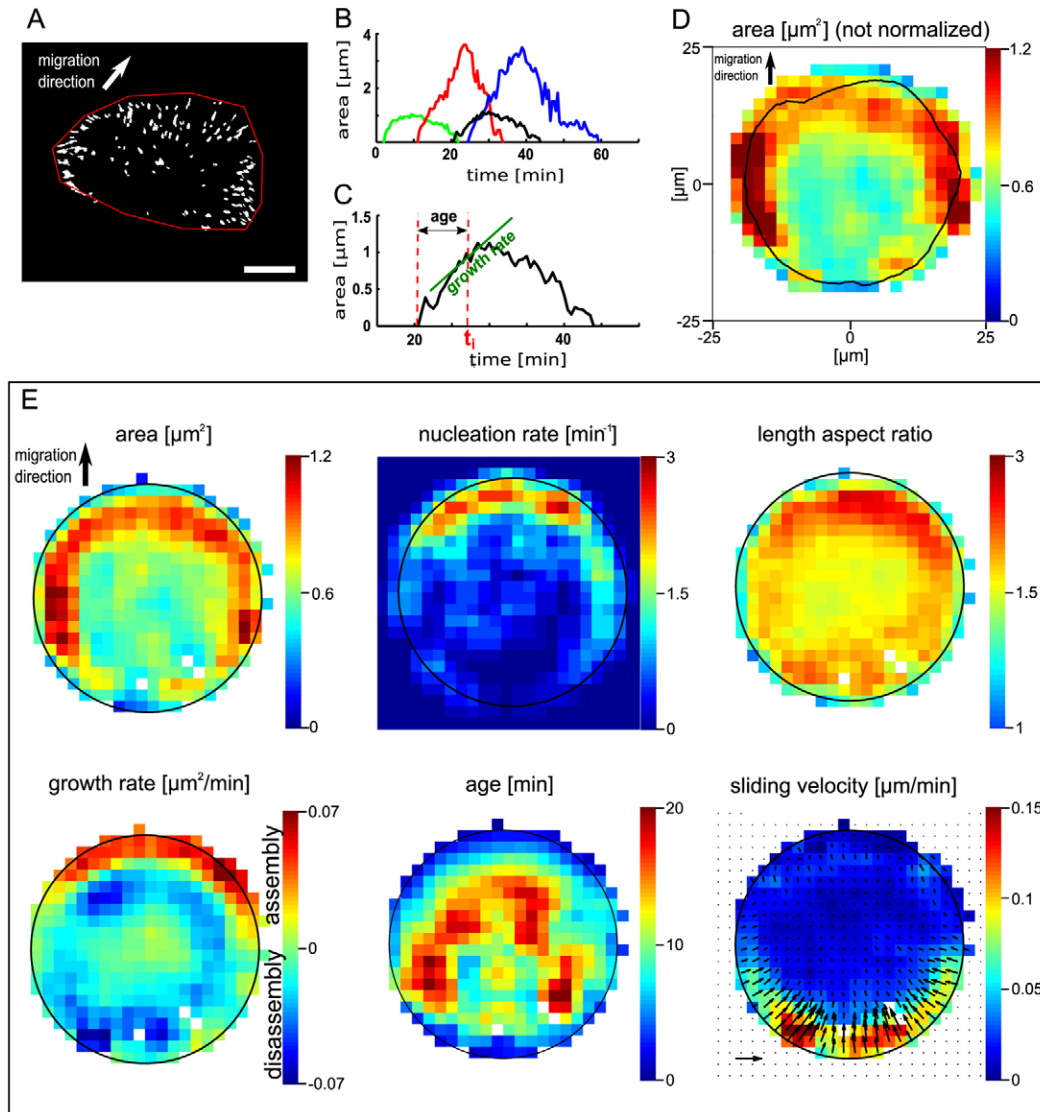 A
migration
direction
B
area [μm]
4
2
0
0
20
40
60
time [min]
C
area [μm]
1.5
1
0.5
0
age
growth rate
20
t
i
40
time [min]
D
area [μm²] (not normalized)
25
migration
direction
[μm]
0
-25
-25
0
25
[μm]
1.2
0.6
0
E
area [μm²]
migration
direction
1.2
0.6
0
nucleation rate [min⁻¹]
3
1.5
0
length aspect ratio
3
1.5
1
growth rate [μm²/min]
0.07
assembly
0
disassembly
-0.07
age [min]
20
10
0
sliding velocity [μm/min]
0.15
0.1
0.05
0